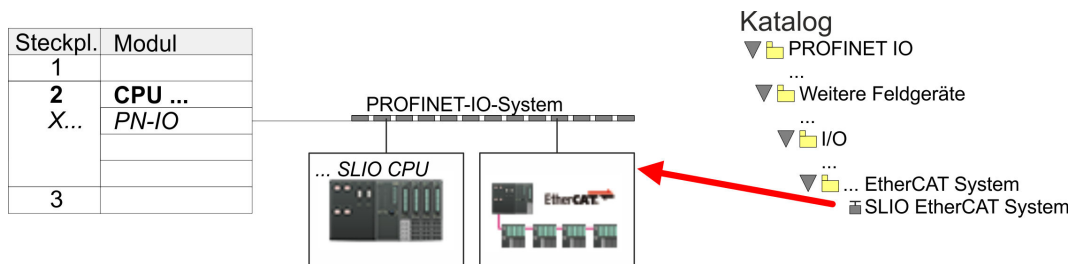 Steckpl. Modul
1
2 CPU ...
X... PN-IO
3
PROFINET-IO-System
... SLIO CPU
EtherCAT
Katalog
PROFINET IO
...
Weitere Feldgeräte
...
I/O
...
... EtherCAT System
SLIO EtherCAT System